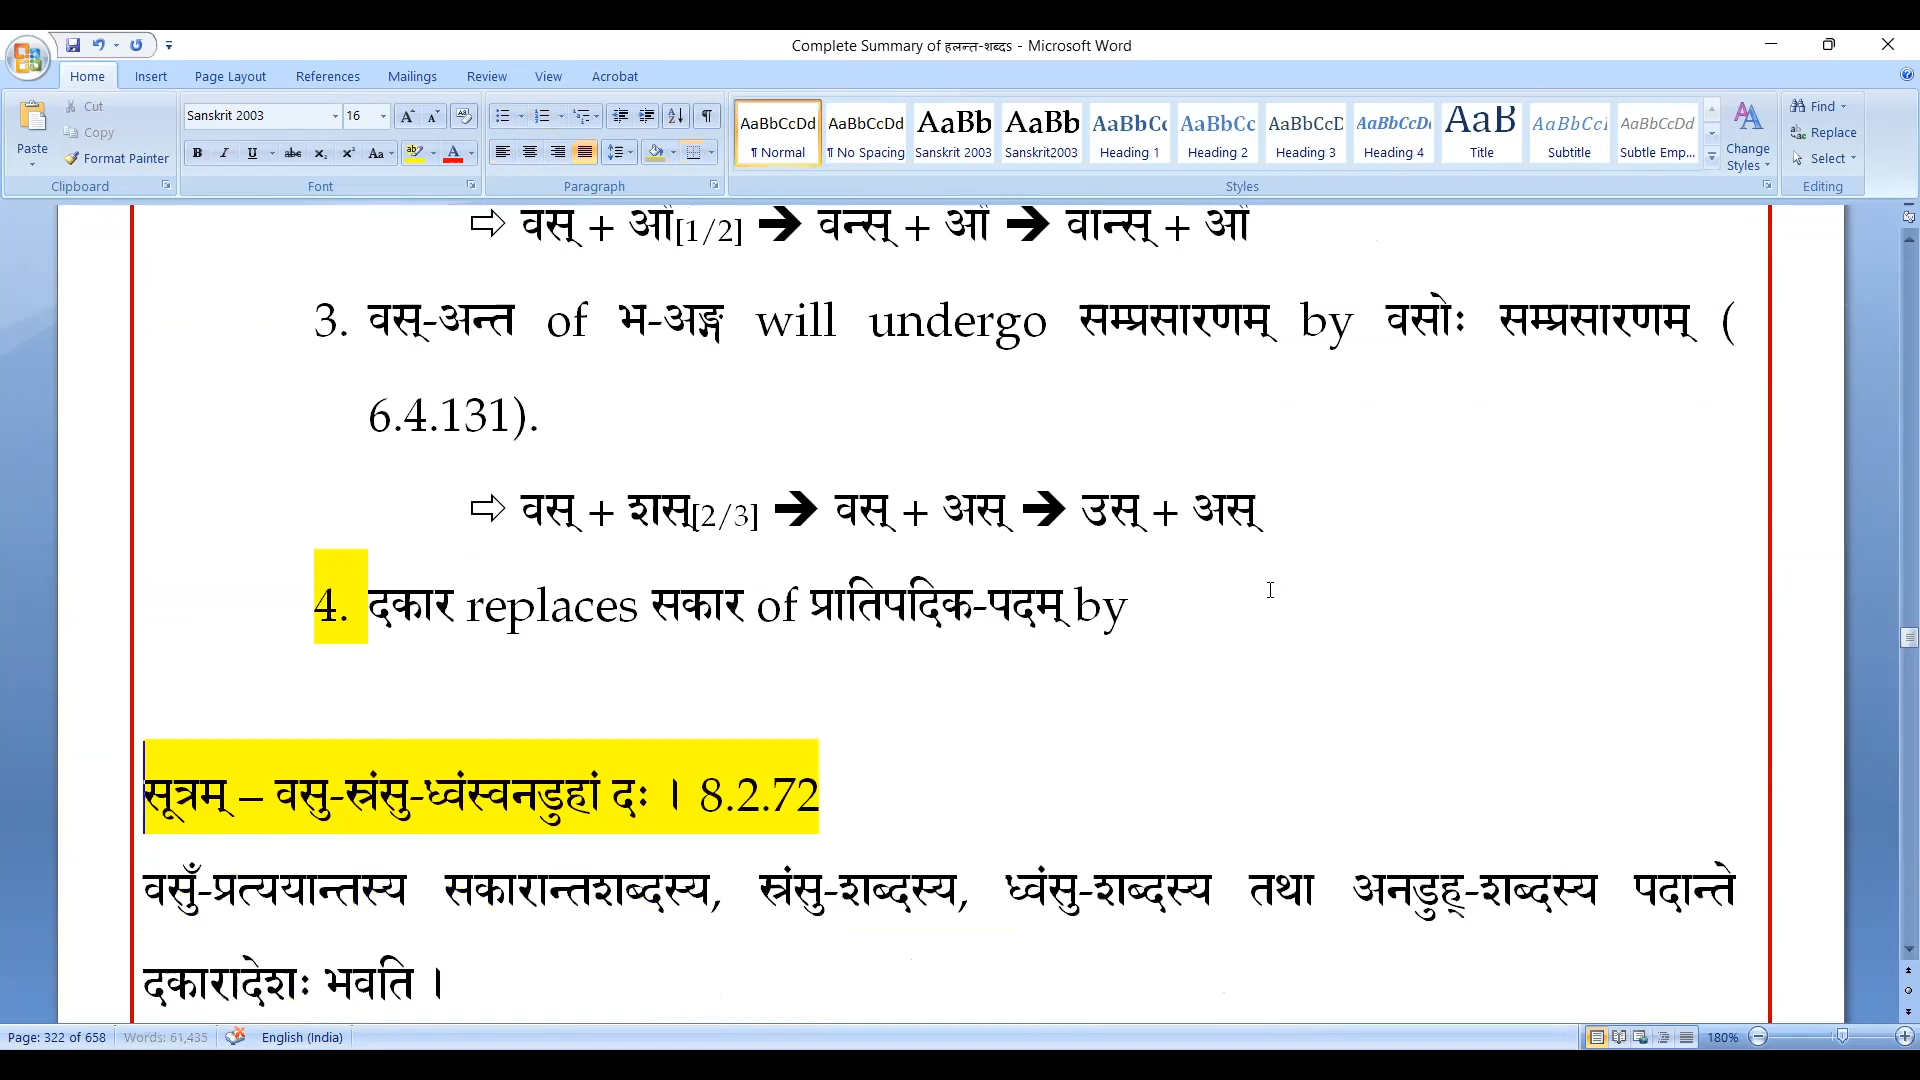 Complete Summary of हलन्त-शब्दs - Microsoft Word
Home Insert Page Layout References Mailings Review View Acrobat
Paste Cut Copy Format Painter
Sanskrit 2003 16
AaBbCcDd AaBbCcDd AaBb AaBb AaBbCc AaBbCc AaBbCcD AaBbCcDd AaB AaBbCc AaBbCcDd
¶ Normal ¶ No Spacing Sanskrit 2003 Sanskrit2003 Heading 1 Heading 2 Heading 3 Heading 4 Title Subtitle Subtle Emp...
Change Styles
Find Replace Select
Clipboard Font Paragraph Styles Editing
⇨ वस् + औ[1/2] ➔ वन्स् + औ ➔ वान्स् + औ
3. वस्-अन्त of भ-अङ्ग will undergo सम्प्रसारणम् by वसोः सम्प्रसारणम् (
6.4.131).
⇨ वस् + शस्[2/3] ➔ वस् + अस् ➔ उस् + अस्
4. दकार replaces सकार of प्रातिपदिक-पदम् by
सूत्रम् – वसु-स्रंसु-ध्वंस्वनडुहां दः । 8.2.72
वसुँ-प्रत्ययान्तस्य सकारान्तशब्दस्य, स्रंसु-शब्दस्य, ध्वंसु-शब्दस्य तथा अनडुह्-शब्दस्य पदान्ते
दकारादेशः भवति ।
Page: 322 of 658 Words: 61,435 English (India) 180%